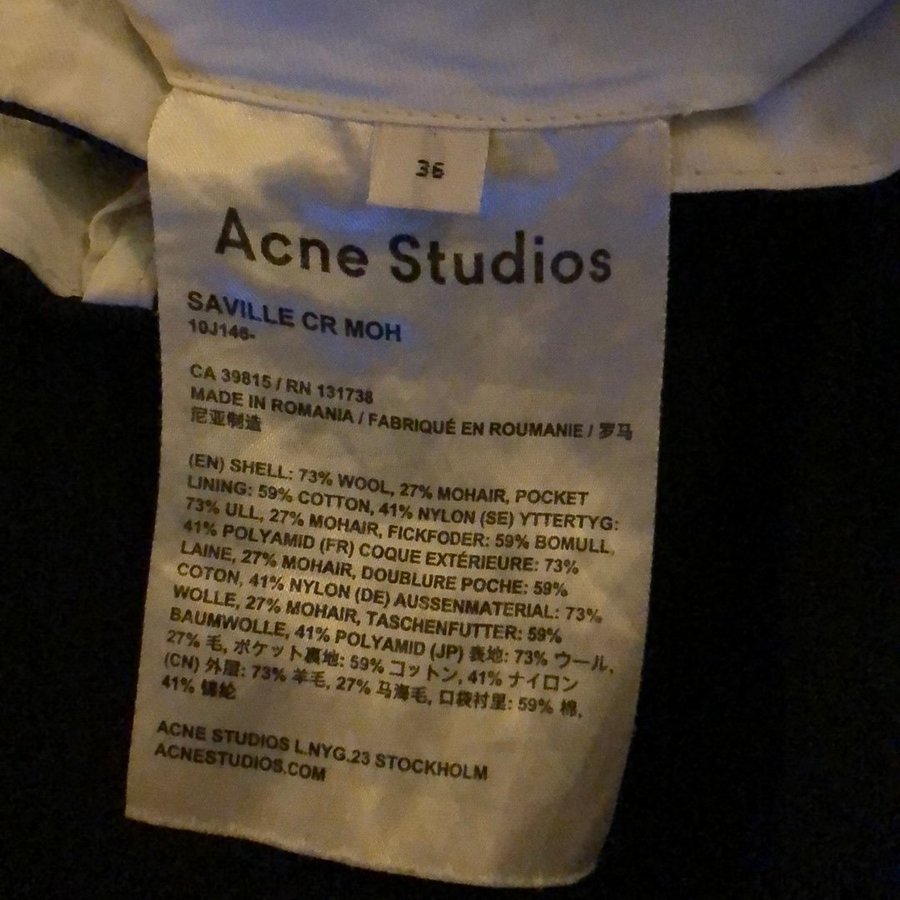 36
Acne Studios
SAVILLE CR MOH
10J146-
CA 39815 / RN 131738
MADE IN ROMANIA / FABRIQUÉ EN ROUMANIE / 罗马
尼亚制造
(EN) SHELL: 73% WOOL, 27% MOHAIR, POCKET
LINING: 59% COTTON, 41% NYLON (SE) YTTERTYG:
73% ULL, 27% MOHAIR, FICKFODER: 59% BOMULL,
41% POLYAMID (FR) COQUE EXTÉRIEURE: 73%
LAINE, 27% MOHAIR, DOUBLURE POCHE: 59%
COTON, 41% NYLON (DE) AUSSENMATERIAL: 73%
WOLLE, 27% MOHAIR, TASCHENFUTTER: 59%
BAUMWOLLE, 41% POLYAMID (JP) 表地: 73% ウール,
27% 毛, ポケット裏地: 59% コットン, 41% ナイロン
(CN) 外层: 73% 羊毛, 27% 马海毛, 口袋衬里: 59% 棉,
41% 锦纶
ACNE STUDIOS L.NYG.23 STOCKHOLM
ACNESTUDIOS.COM